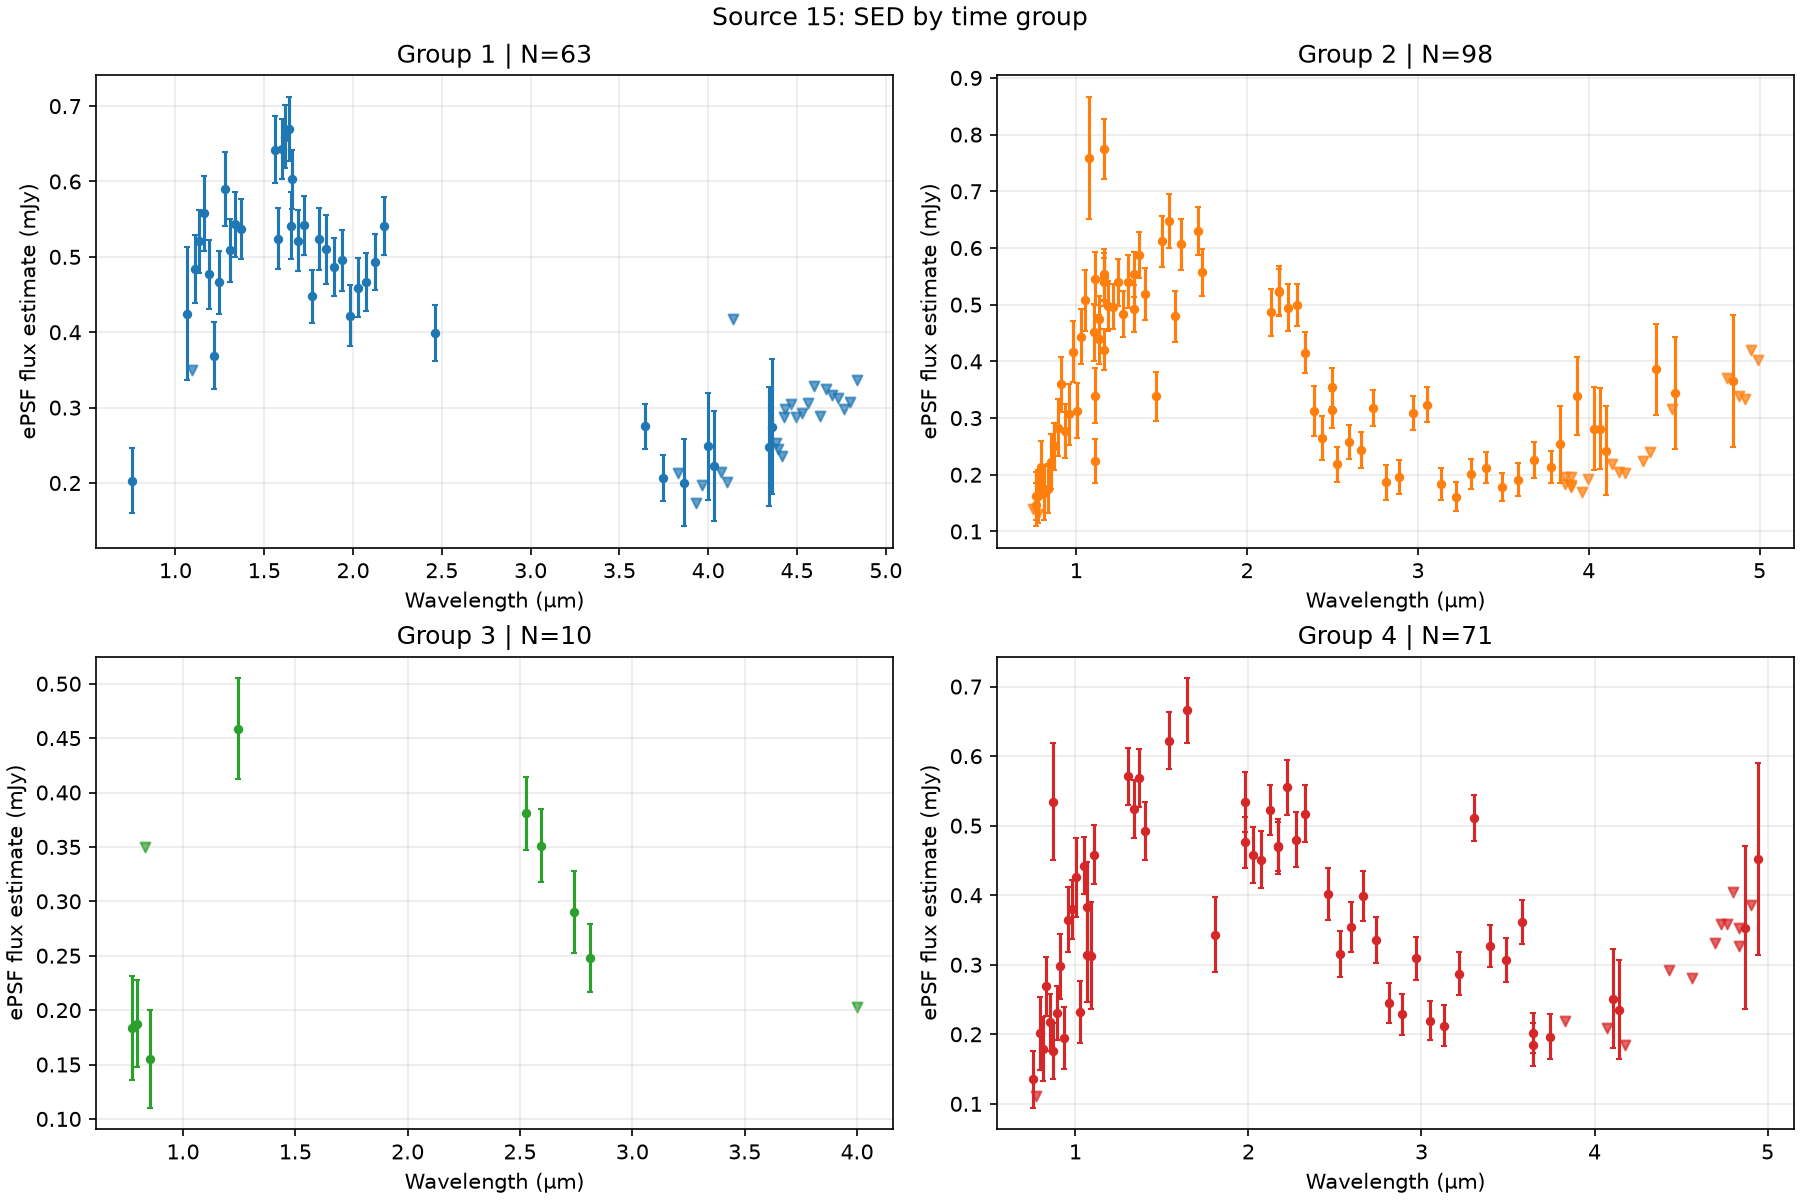 Source 15: SED by time group
Group 1 | N=63
ePSF flux estimate (mJy)
0.7
0.6
0.5
0.4
0.3
0.2
1.0 1.5 2.0 2.5 3.0 3.5 4.0 4.5 5.0
Wavelength (μm)
Group 2 | N=98
ePSF flux estimate (mJy)
0.9
0.8
0.7
0.6
0.5
0.4
0.3
0.2
0.1
1 2 3 4 5
Wavelength (μm)
Group 3 | N=10
ePSF flux estimate (mJy)
0.50
0.45
0.40
0.35
0.30
0.25
0.20
0.15
0.10
1.0 1.5 2.0 2.5 3.0 3.5 4.0
Wavelength (μm)
Group 4 | N=71
ePSF flux estimate (mJy)
0.7
0.6
0.5
0.4
0.3
0.2
0.1
1 2 3 4 5
Wavelength (μm)